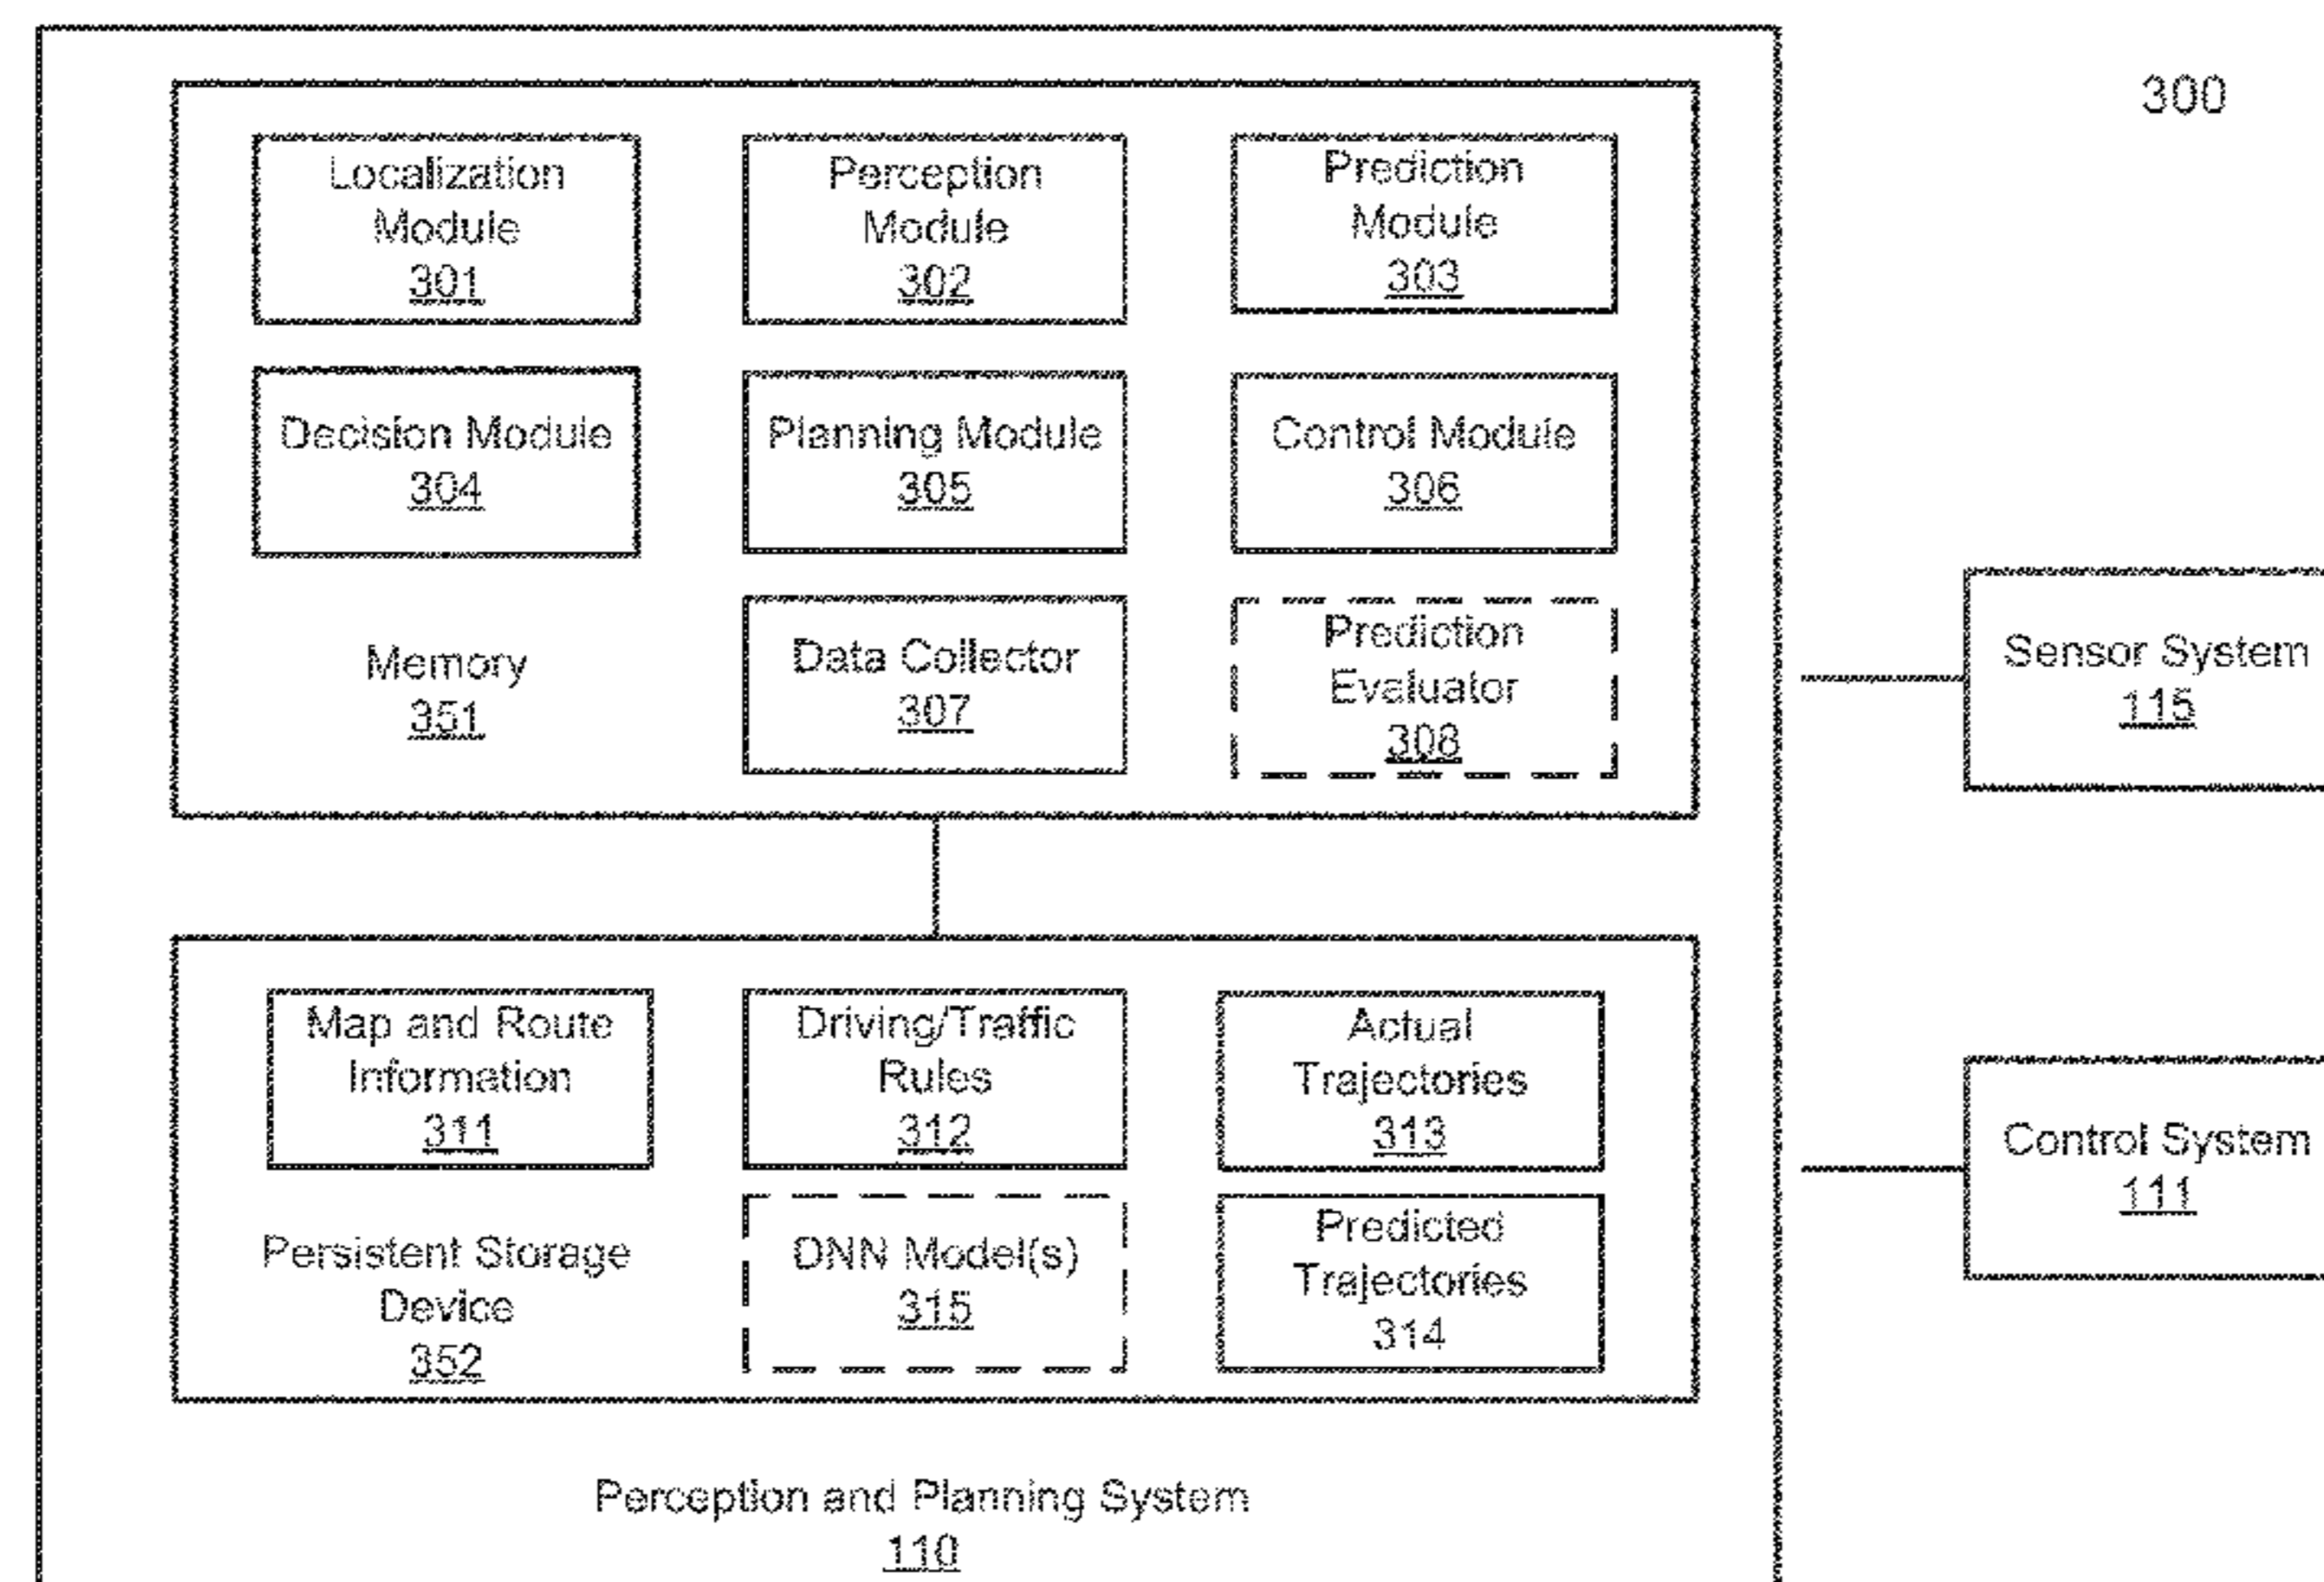 300
Localization
Module
301
Perception
Module
302
Prediction
Module
303
Decision Module
304
Planning Module
305
Control Module
306
Memory
351
Data Collector
307
Prediction
Evaluator
308
Sensor System
115
Map and Route
Information
311
Driving/Traffic
Rules
312
Actual
Trajectories
313
Control System
111
Persistent Storage
Device
352
DNN Model(s)
315
Predicted
Trajectories
314
Perception and Planning System
110